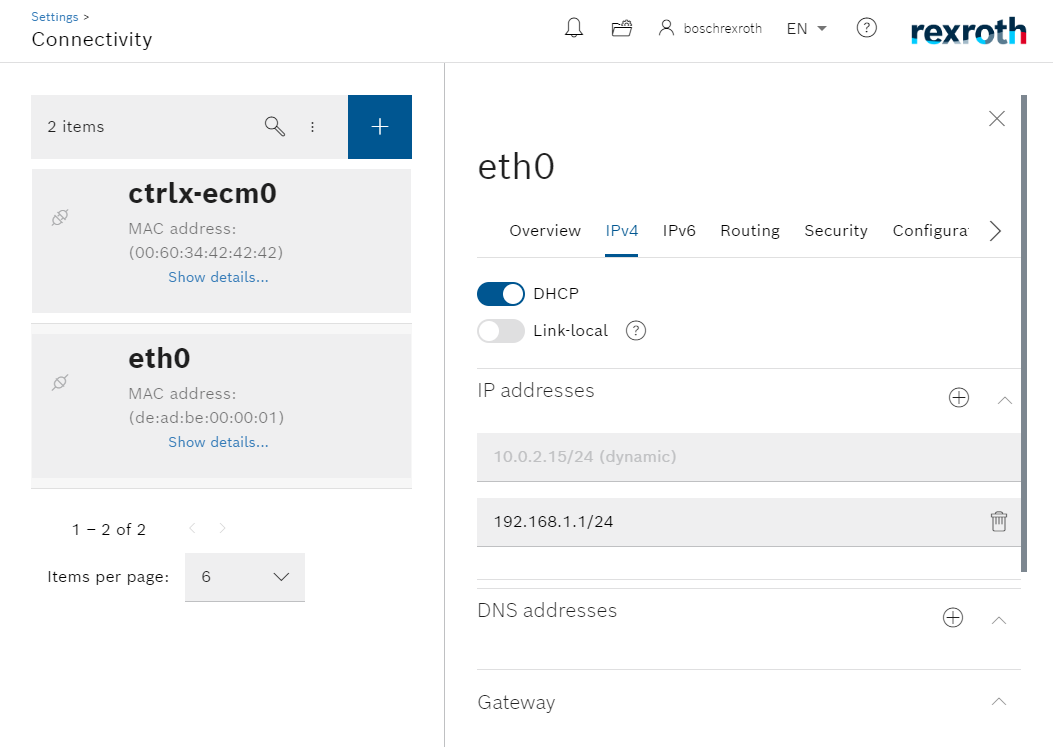 Settings >
Connectivity
boschrexroth
EN
?
rexroth
2 items
ctrlx-ecm0
MAC address:
(00:60:34:42:42:42)
Show details...
eth0
MAC address:
(de:ad:be:00:00:01)
Show details...
1 – 2 of 2
Items per page:
6
eth0
Overview
IPv4
IPv6
Routing
Security
Configura
DHCP
Link-local
?
IP addresses
10.0.2.15/24 (dynamic)
192.168.1.1/24
DNS addresses
Gateway